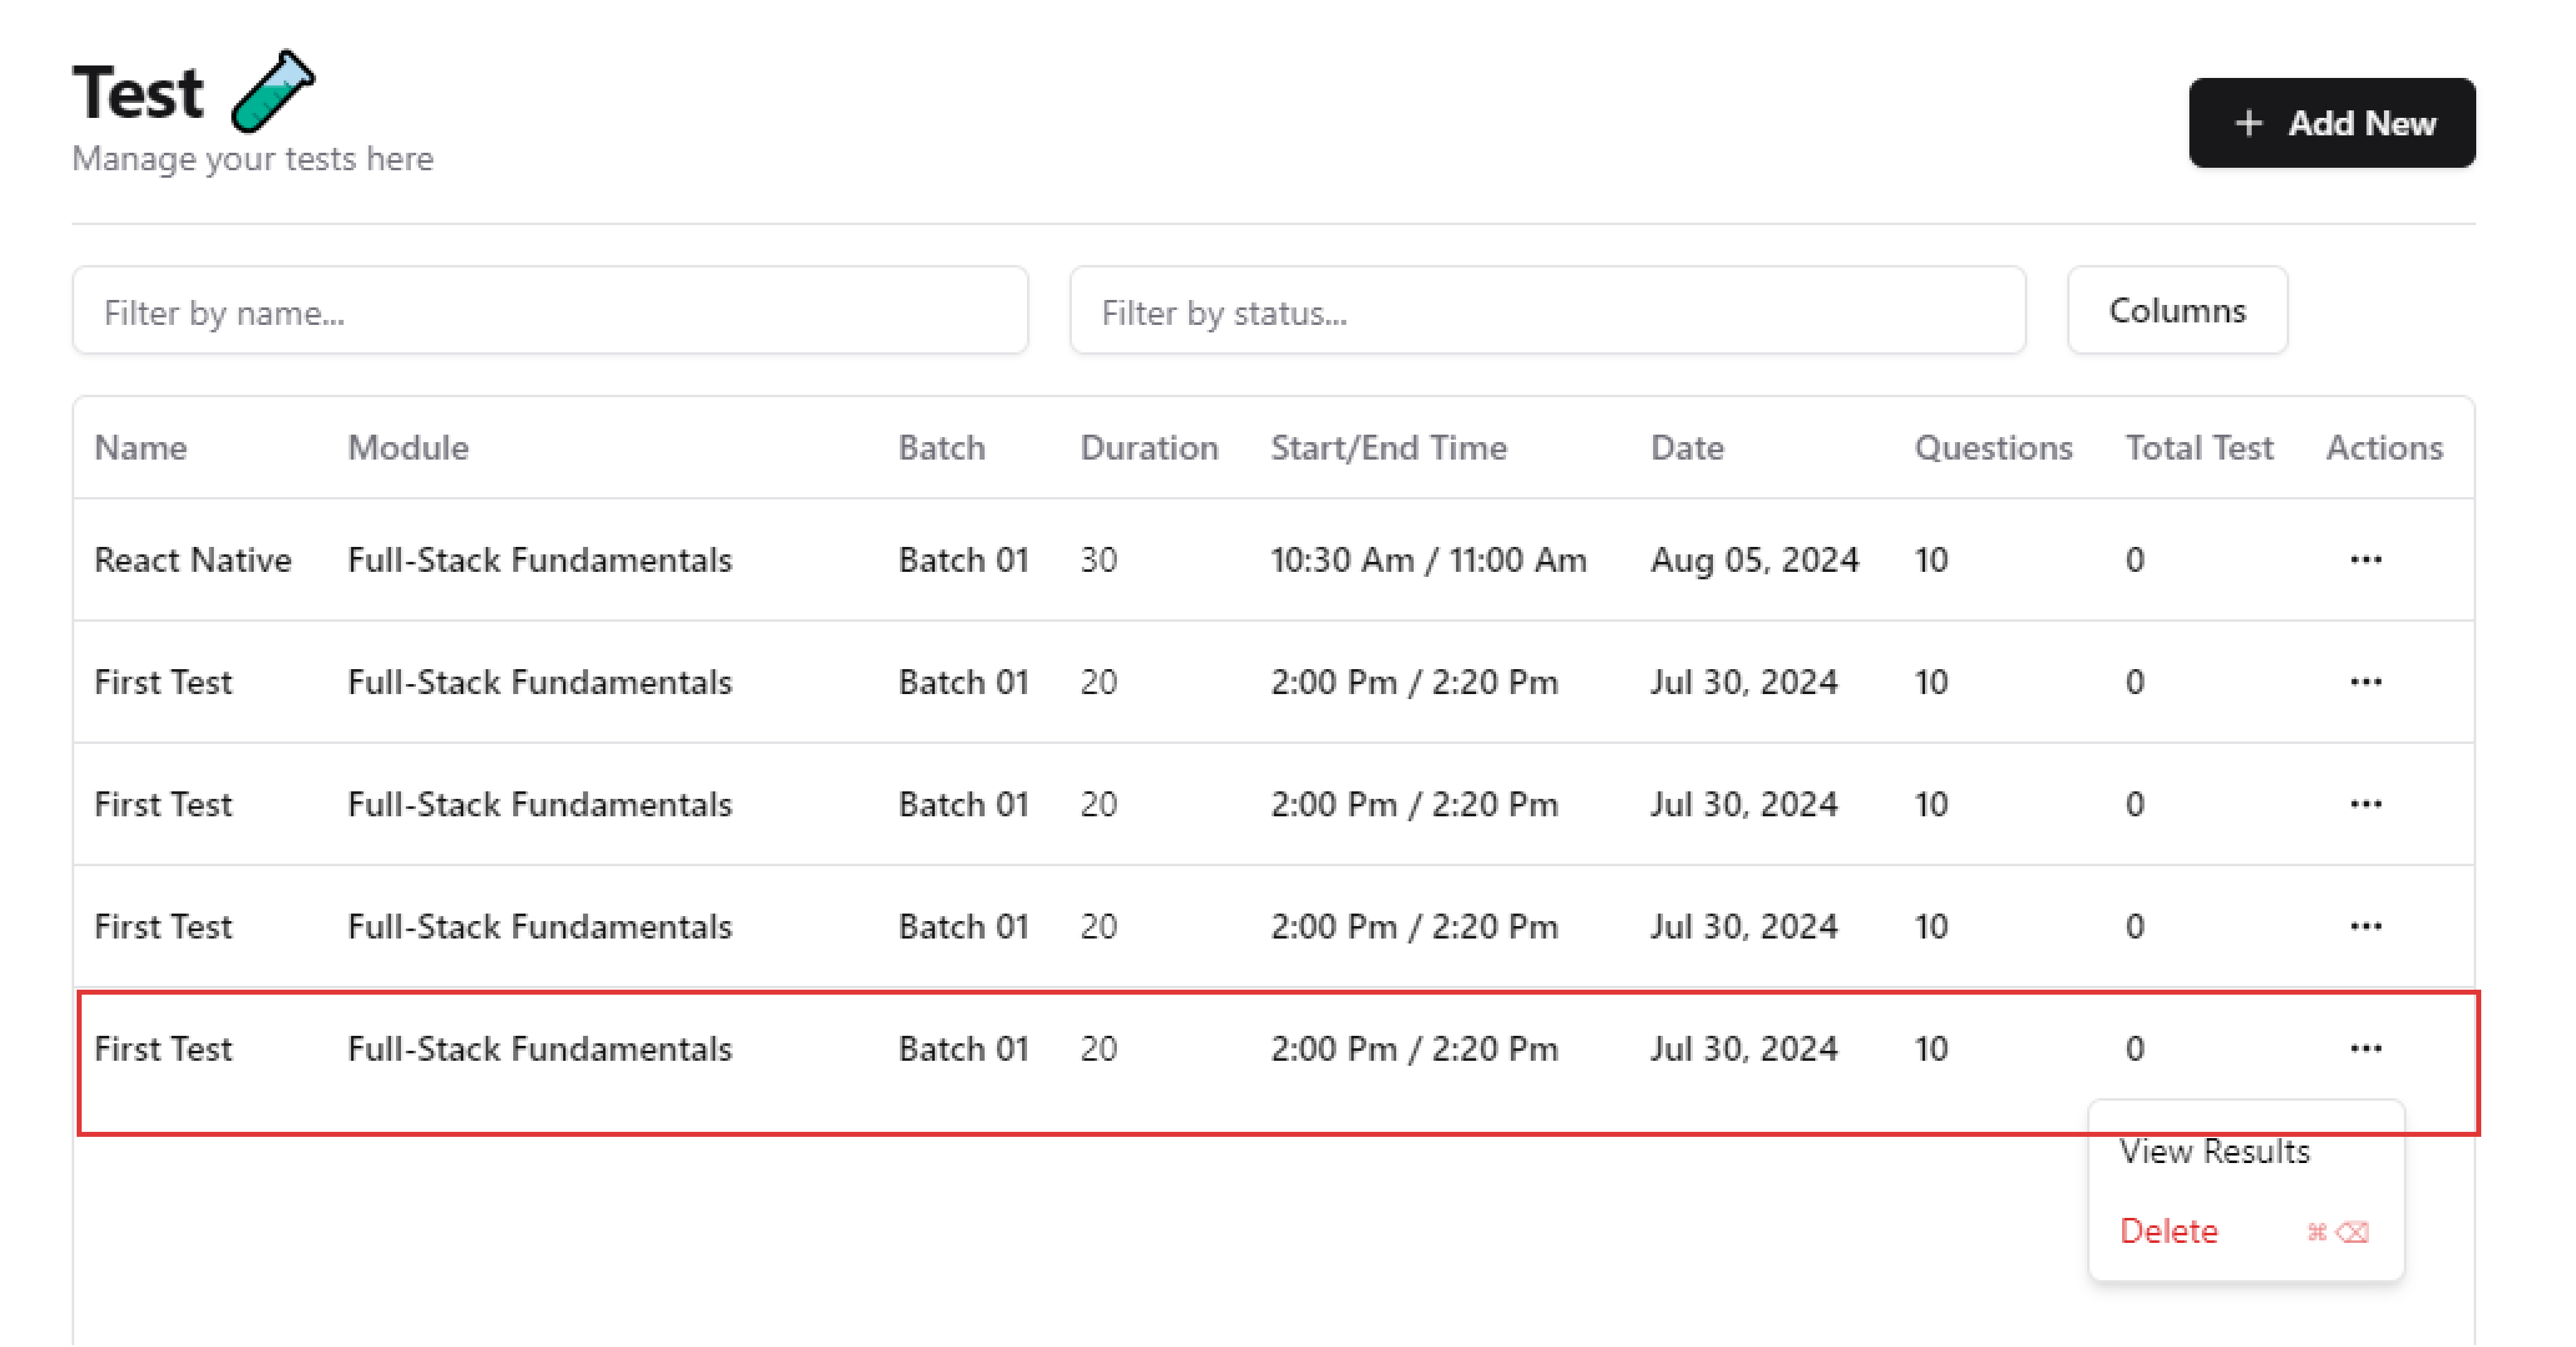 Test
Manage your tests here
+ Add New
Filter by name...
Filter by status...
Columns
Name Module Batch Duration Start/End Time Date Questions Total Test Actions
React Native Full-Stack Fundamentals Batch 01 30 10:30 Am / 11:00 Am Aug 05, 2024 10 0 ...
First Test Full-Stack Fundamentals Batch 01 20 2:00 Pm / 2:20 Pm Jul 30, 2024 10 0 ...
First Test Full-Stack Fundamentals Batch 01 20 2:00 Pm / 2:20 Pm Jul 30, 2024 10 0 ...
First Test Full-Stack Fundamentals Batch 01 20 2:00 Pm / 2:20 Pm Jul 30, 2024 10 0 ...
First Test Full-Stack Fundamentals Batch 01 20 2:00 Pm / 2:20 Pm Jul 30, 2024 10 0 ...
View Results
Delete ⌘⌫